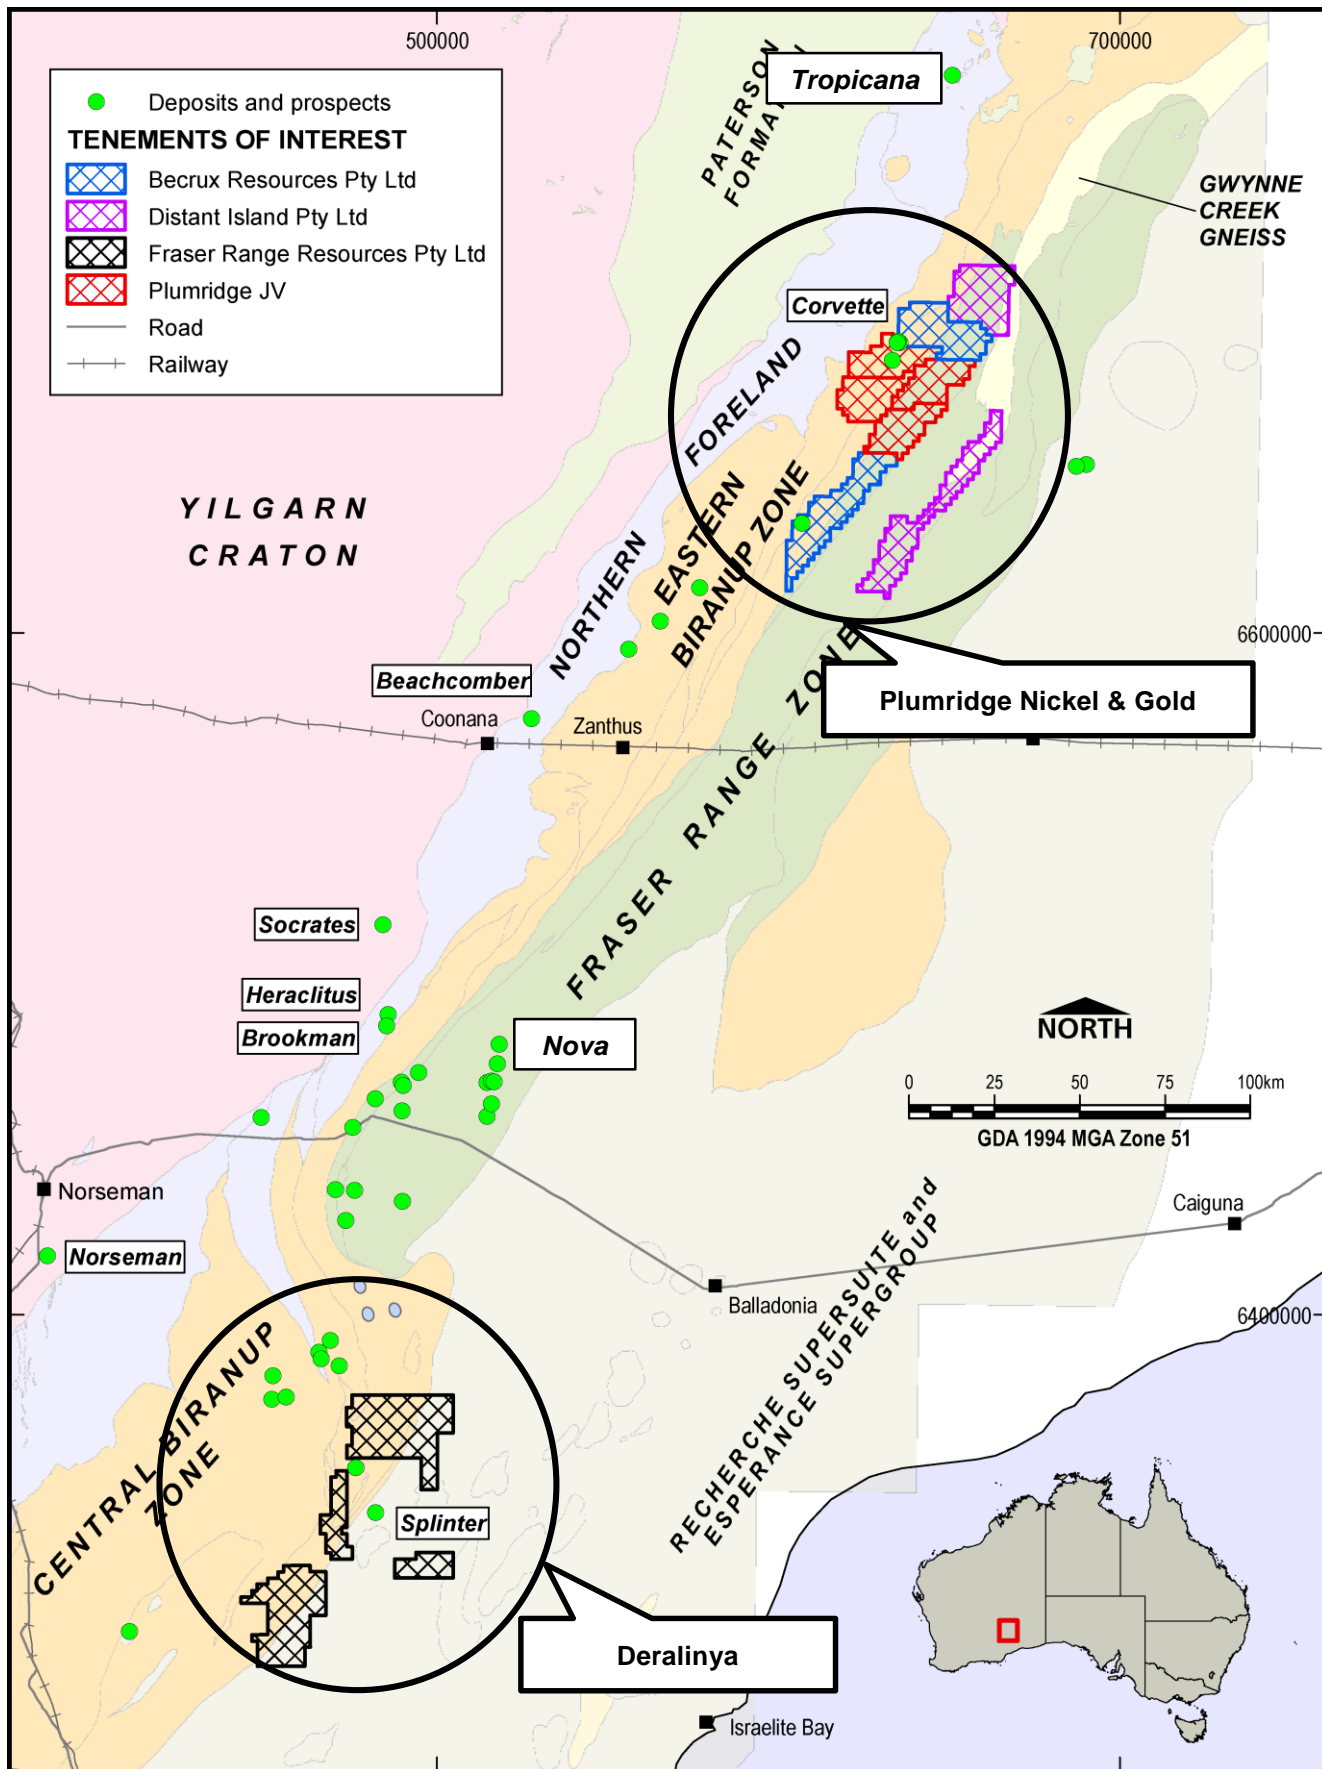 500000
700000
Deposits and prospects
TENEMENTS OF INTEREST
Becrux Resources Pty Ltd
Distant Island Pty Ltd
Fraser Range Resources Pty Ltd
Plumridge JV
Road
Railway
PATERSON
Tropicana
GWYNNE
CREEK
GNEISS
Corvette
NORTHERN FORELAND
YILGARN
CRATON
EASTERN
BIRANUP ZONE
6600000
Beachcomber
Coonana
Zanthus
Plumridge Nickel & Gold
FRASER RANGE ZONE
Socrates
Heraclitus
Brookman
Nova
NORTH
0 25 50 75 100km
GDA 1994 MGA Zone 51
Norseman
Norseman
Caiguna
Balladonia
6400000
RECHERCHE SUPERSUITE and
ESPERANCE SUPERGROUP
CENTRAL BIRANUP
ZONE
Splinter
Deralinya
Israelite Bay